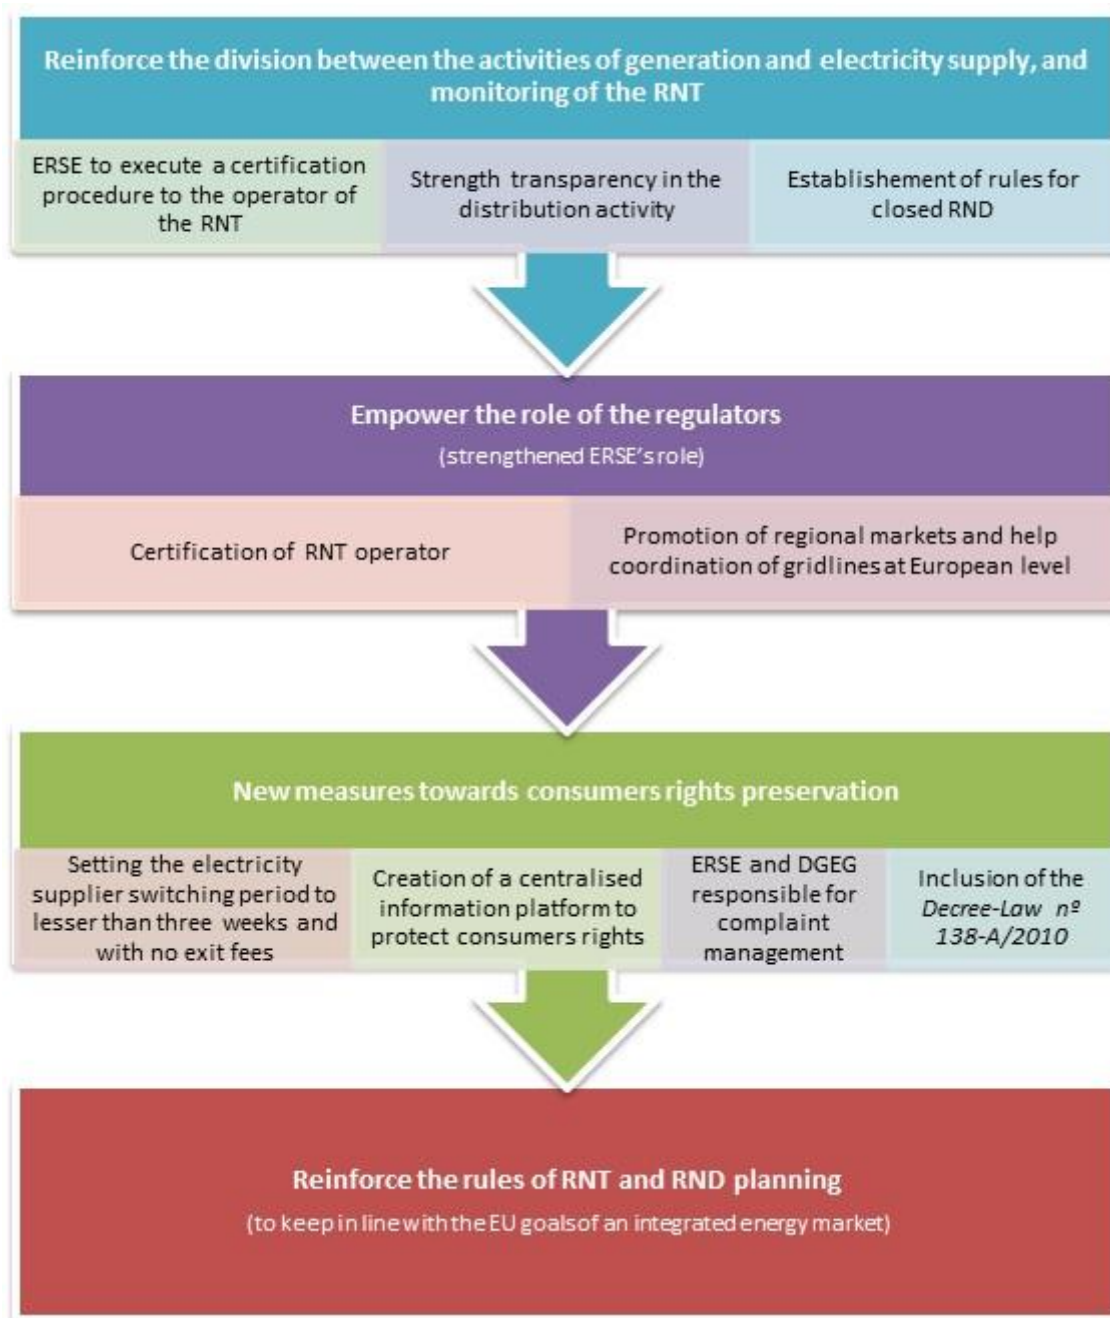 Reinforce the division between the activities of generation and electricity supply, and
monitoring of the RNT
ERSE to execute a certification
procedure to the operator of
the RNT
Strength transparency in the
distribution activity
Establishement of rules for
closed RND
Empower the role of the regulators
(strengthened ERSE's role)
Certification of RNT operator
Promotion of regional markets and help
coordination of gridlines at European level
New measures towards consumers rights preservation
Setting the electricity
supplier switching period to
lesser than three weeks and
with no exit fees
Creation of a centralised
information platform to
protect consumers rights
ERSE and DGEG
responsible for
complaint
management
Inclusion of the
Decree-Law nº
138-A/2010
Reinforce the rules of RNT and RND planning
(to keep in line with the EU goals of an integrated energy market)